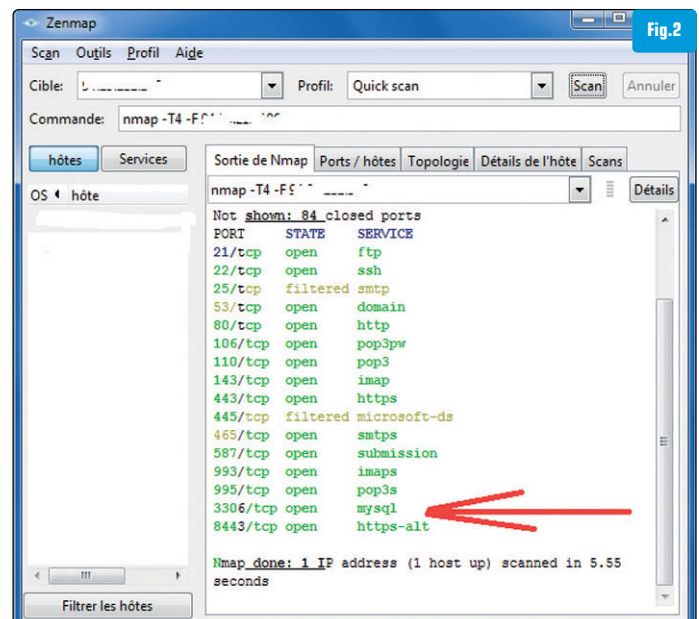 Zenmap
Fig.2
Scan Outils Profil Aide
Cible: Profil: Quick scan Scan Annuler
Commande: nmap -T4 -F
hôtes Services
Sortie de Nmap Ports / hôtes Topologie Détails de l'hôte Scans
OS hôte
nmap -T4 -F Détails
Not shown: 84 closed ports
PORT STATE SERVICE
21/tcp open ftp
22/tcp open ssh
25/tcp filtered smtp
53/tcp open domain
80/tcp open http
106/tcp open pop3pw
110/tcp open pop3
143/tcp open imap
443/tcp open https
445/tcp filtered microsoft-ds
465/tcp open smtps
587/tcp open submission
993/tcp open imaps
995/tcp open pop3s
3306/tcp open mysql
8443/tcp open https-alt
Nmap done: 1 IP address (1 host up) scanned in 5.55
seconds
Filtrer les hôtes